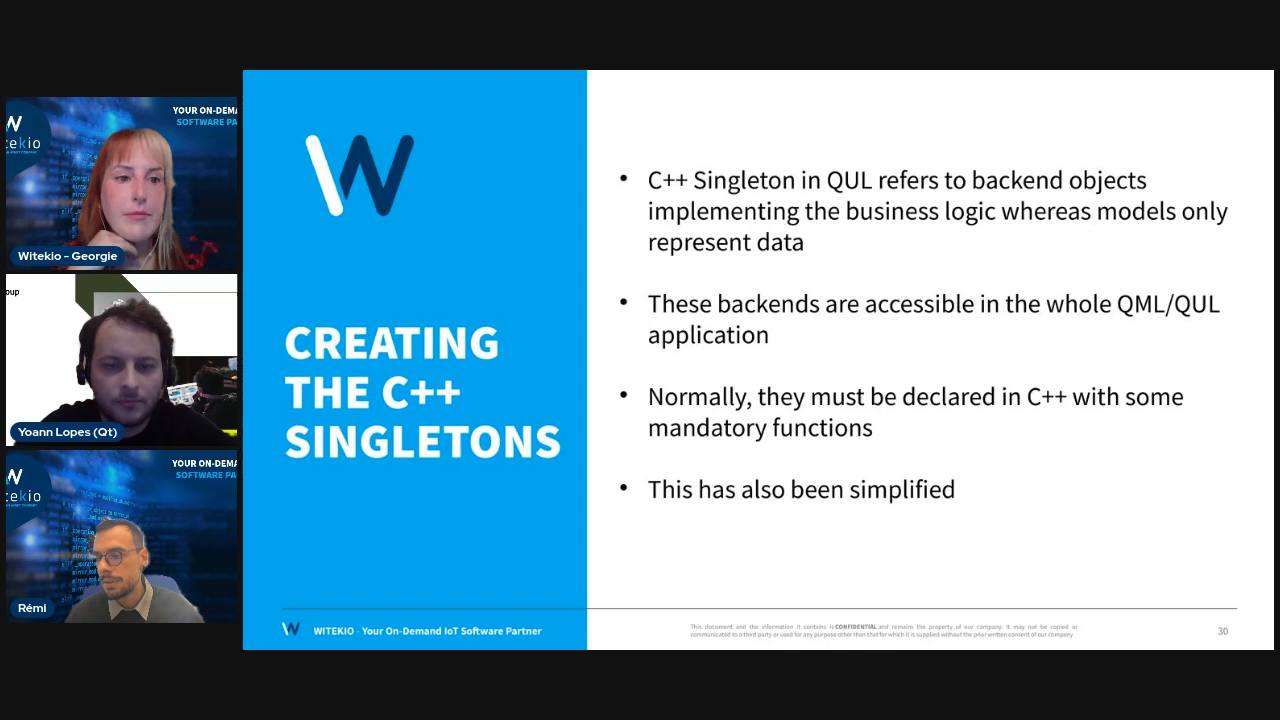 YOUR ON-DEMA
SOFTWARE PA
W
tekio
Witekio - Georgie
oup
Yoann Lopes (Qt)
YOUR ON-DEMA
SOFTWARE PA
W
tekio
Rémi
CREATING
THE C++
SINGLETONS
• C++ Singleton in QUL refers to backend objects
implementing the business logic whereas models only
represent data
• These backends are accessible in the whole QML/QUL
application
• Normally, they must be declared in C++ with some
mandatory functions
• This has also been simplified
WITEKIO · Your On-Demand IoT Software Partner
This document and the information it contains is CONFIDENTIAL and remains the property of our company. It may not be copied or
communicated to a third party or used for any purpose other than that for which it is supplied without the prior written consent of our company
30